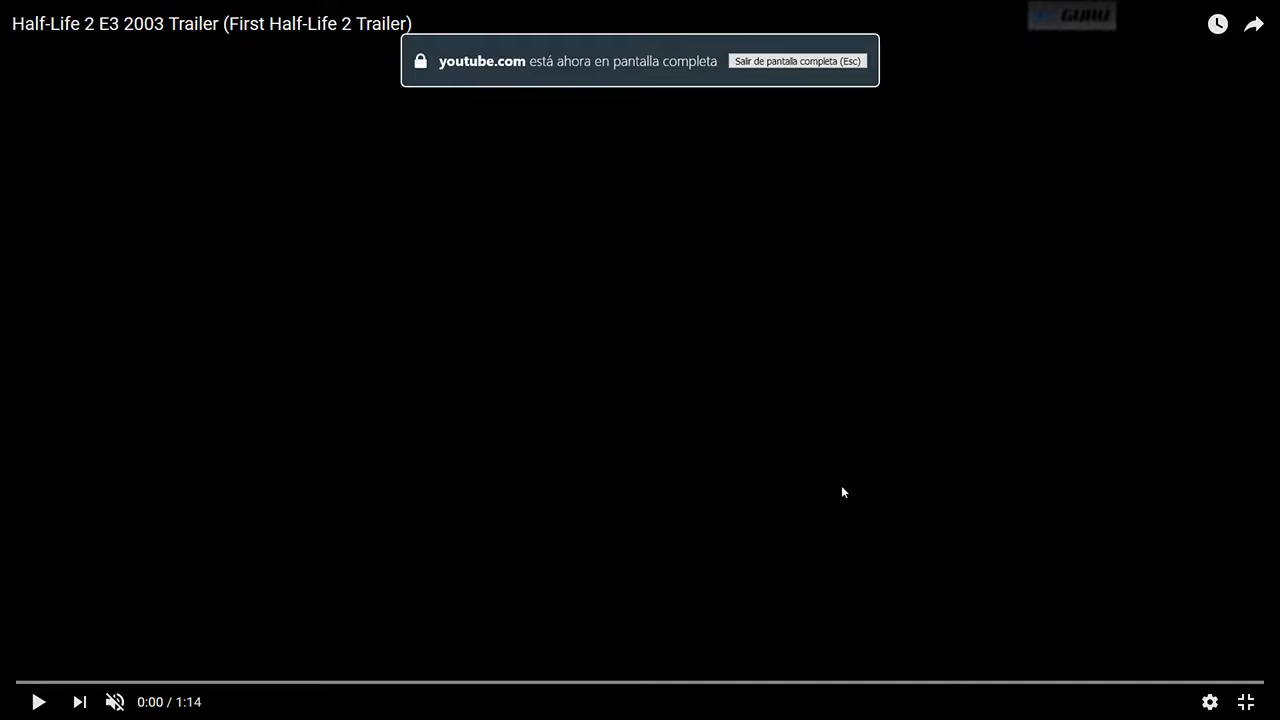 Half-Life 2 E3 2003 Trailer (First Half-Life 2 Trailer)
GURU
youtube.com está ahora en pantalla completa
Salir de pantalla completa (Esc)
0:00 / 1:14